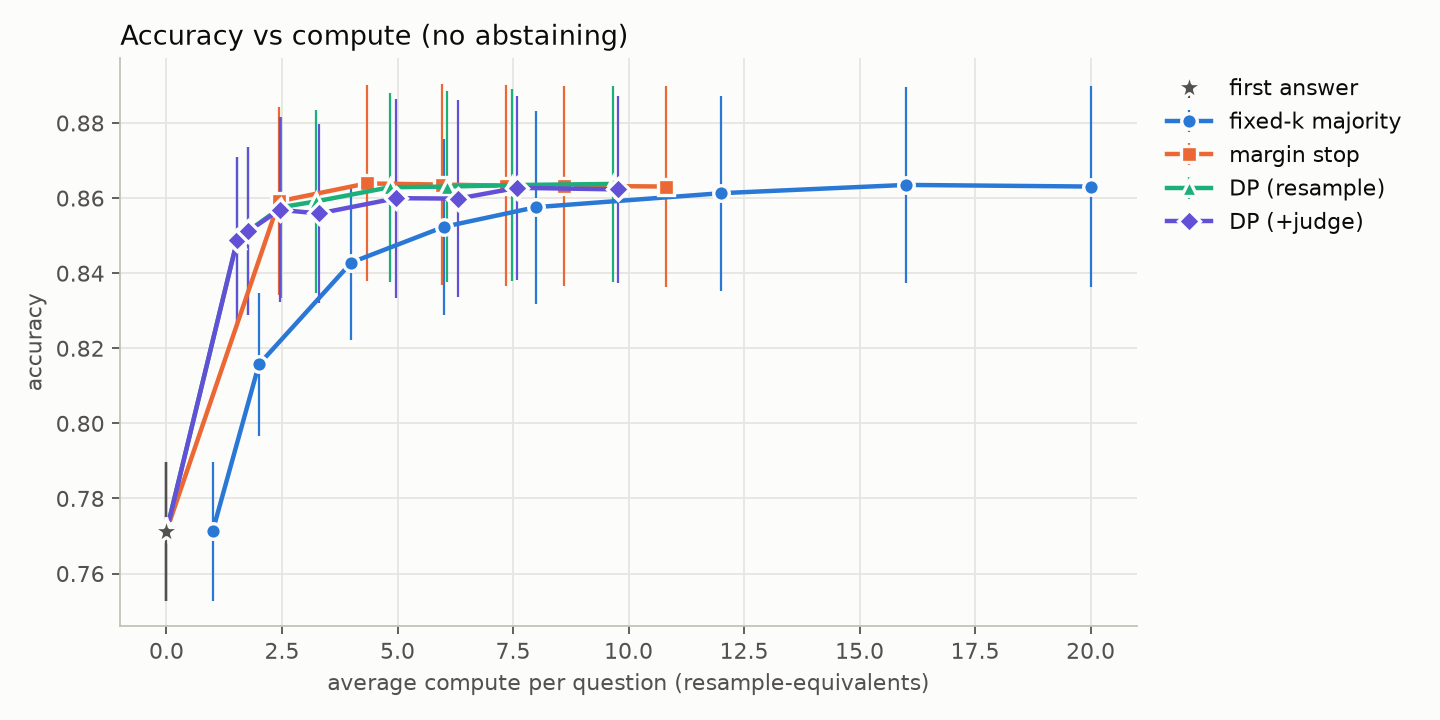 Accuracy vs compute (no abstaining)
first answer
fixed-k majority
margin stop
DP (resample)
DP (+judge)
accuracy
0.88
0.86
0.84
0.82
0.80
0.78
0.76
0.0 2.5 5.0 7.5 10.0 12.5 15.0 17.5 20.0
average compute per question (resample-equivalents)